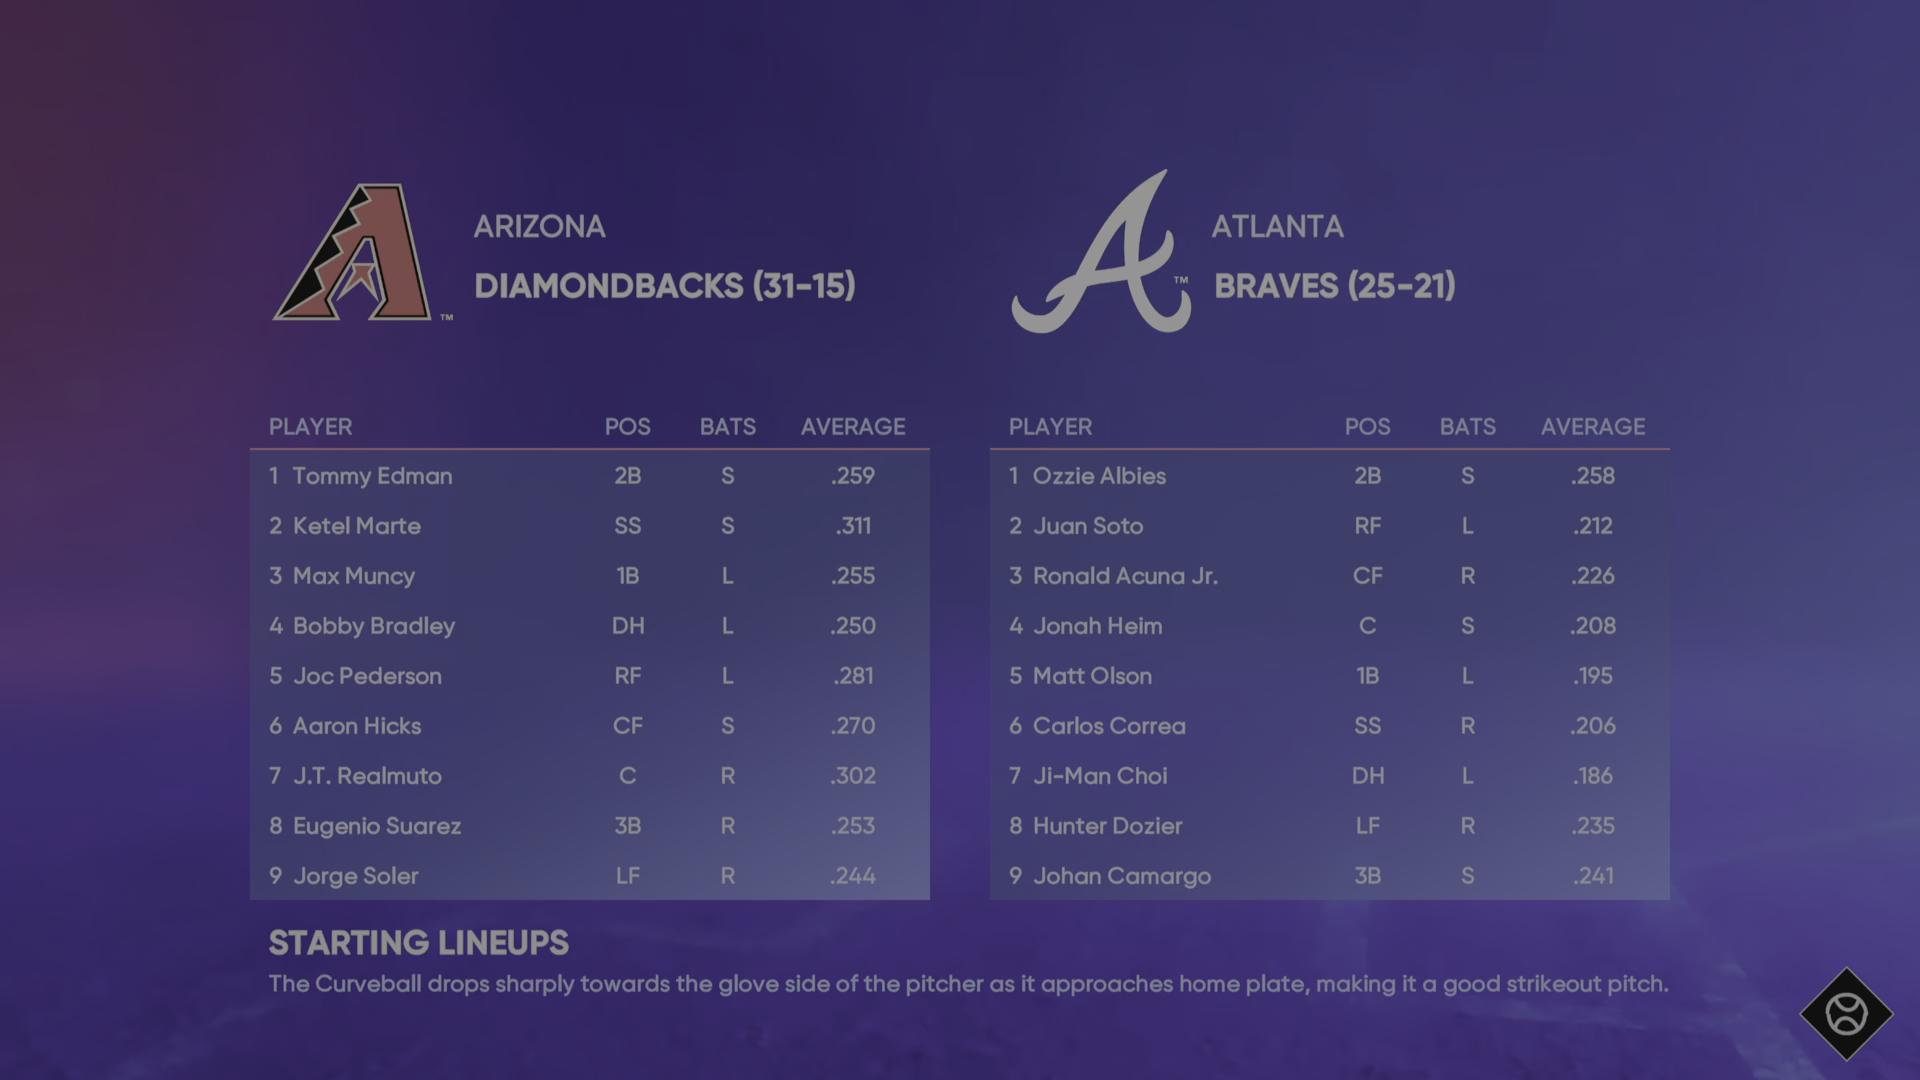 ARIZONA
DIAMONDBACKS (31-15)
PLAYER POS BATS AVERAGE
1 Tommy Edman 2B S .259
2 Ketel Marte SS S .311
3 Max Muncy 1B L .255
4 Bobby Bradley DH L .250
5 Joc Pederson RF L .281
6 Aaron Hicks CF S .270
7 J.T. Realmuto C R .302
8 Eugenio Suarez 3B R .253
9 Jorge Soler LF R .244
ATLANTA
BRAVES (25-21)
PLAYER POS BATS AVERAGE
1 Ozzie Albies 2B S .258
2 Juan Soto RF L .212
3 Ronald Acuna Jr. CF R .226
4 Jonah Heim C S .208
5 Matt Olson 1B L .195
6 Carlos Correa SS R .206
7 Ji-Man Choi DH L .186
8 Hunter Dozier LF R .235
9 Johan Camargo 3B S .241
STARTING LINEUPS
The Curveball drops sharply towards the glove side of the pitcher as it approaches home plate, making it a good strikeout pitch.
A ™
A ™